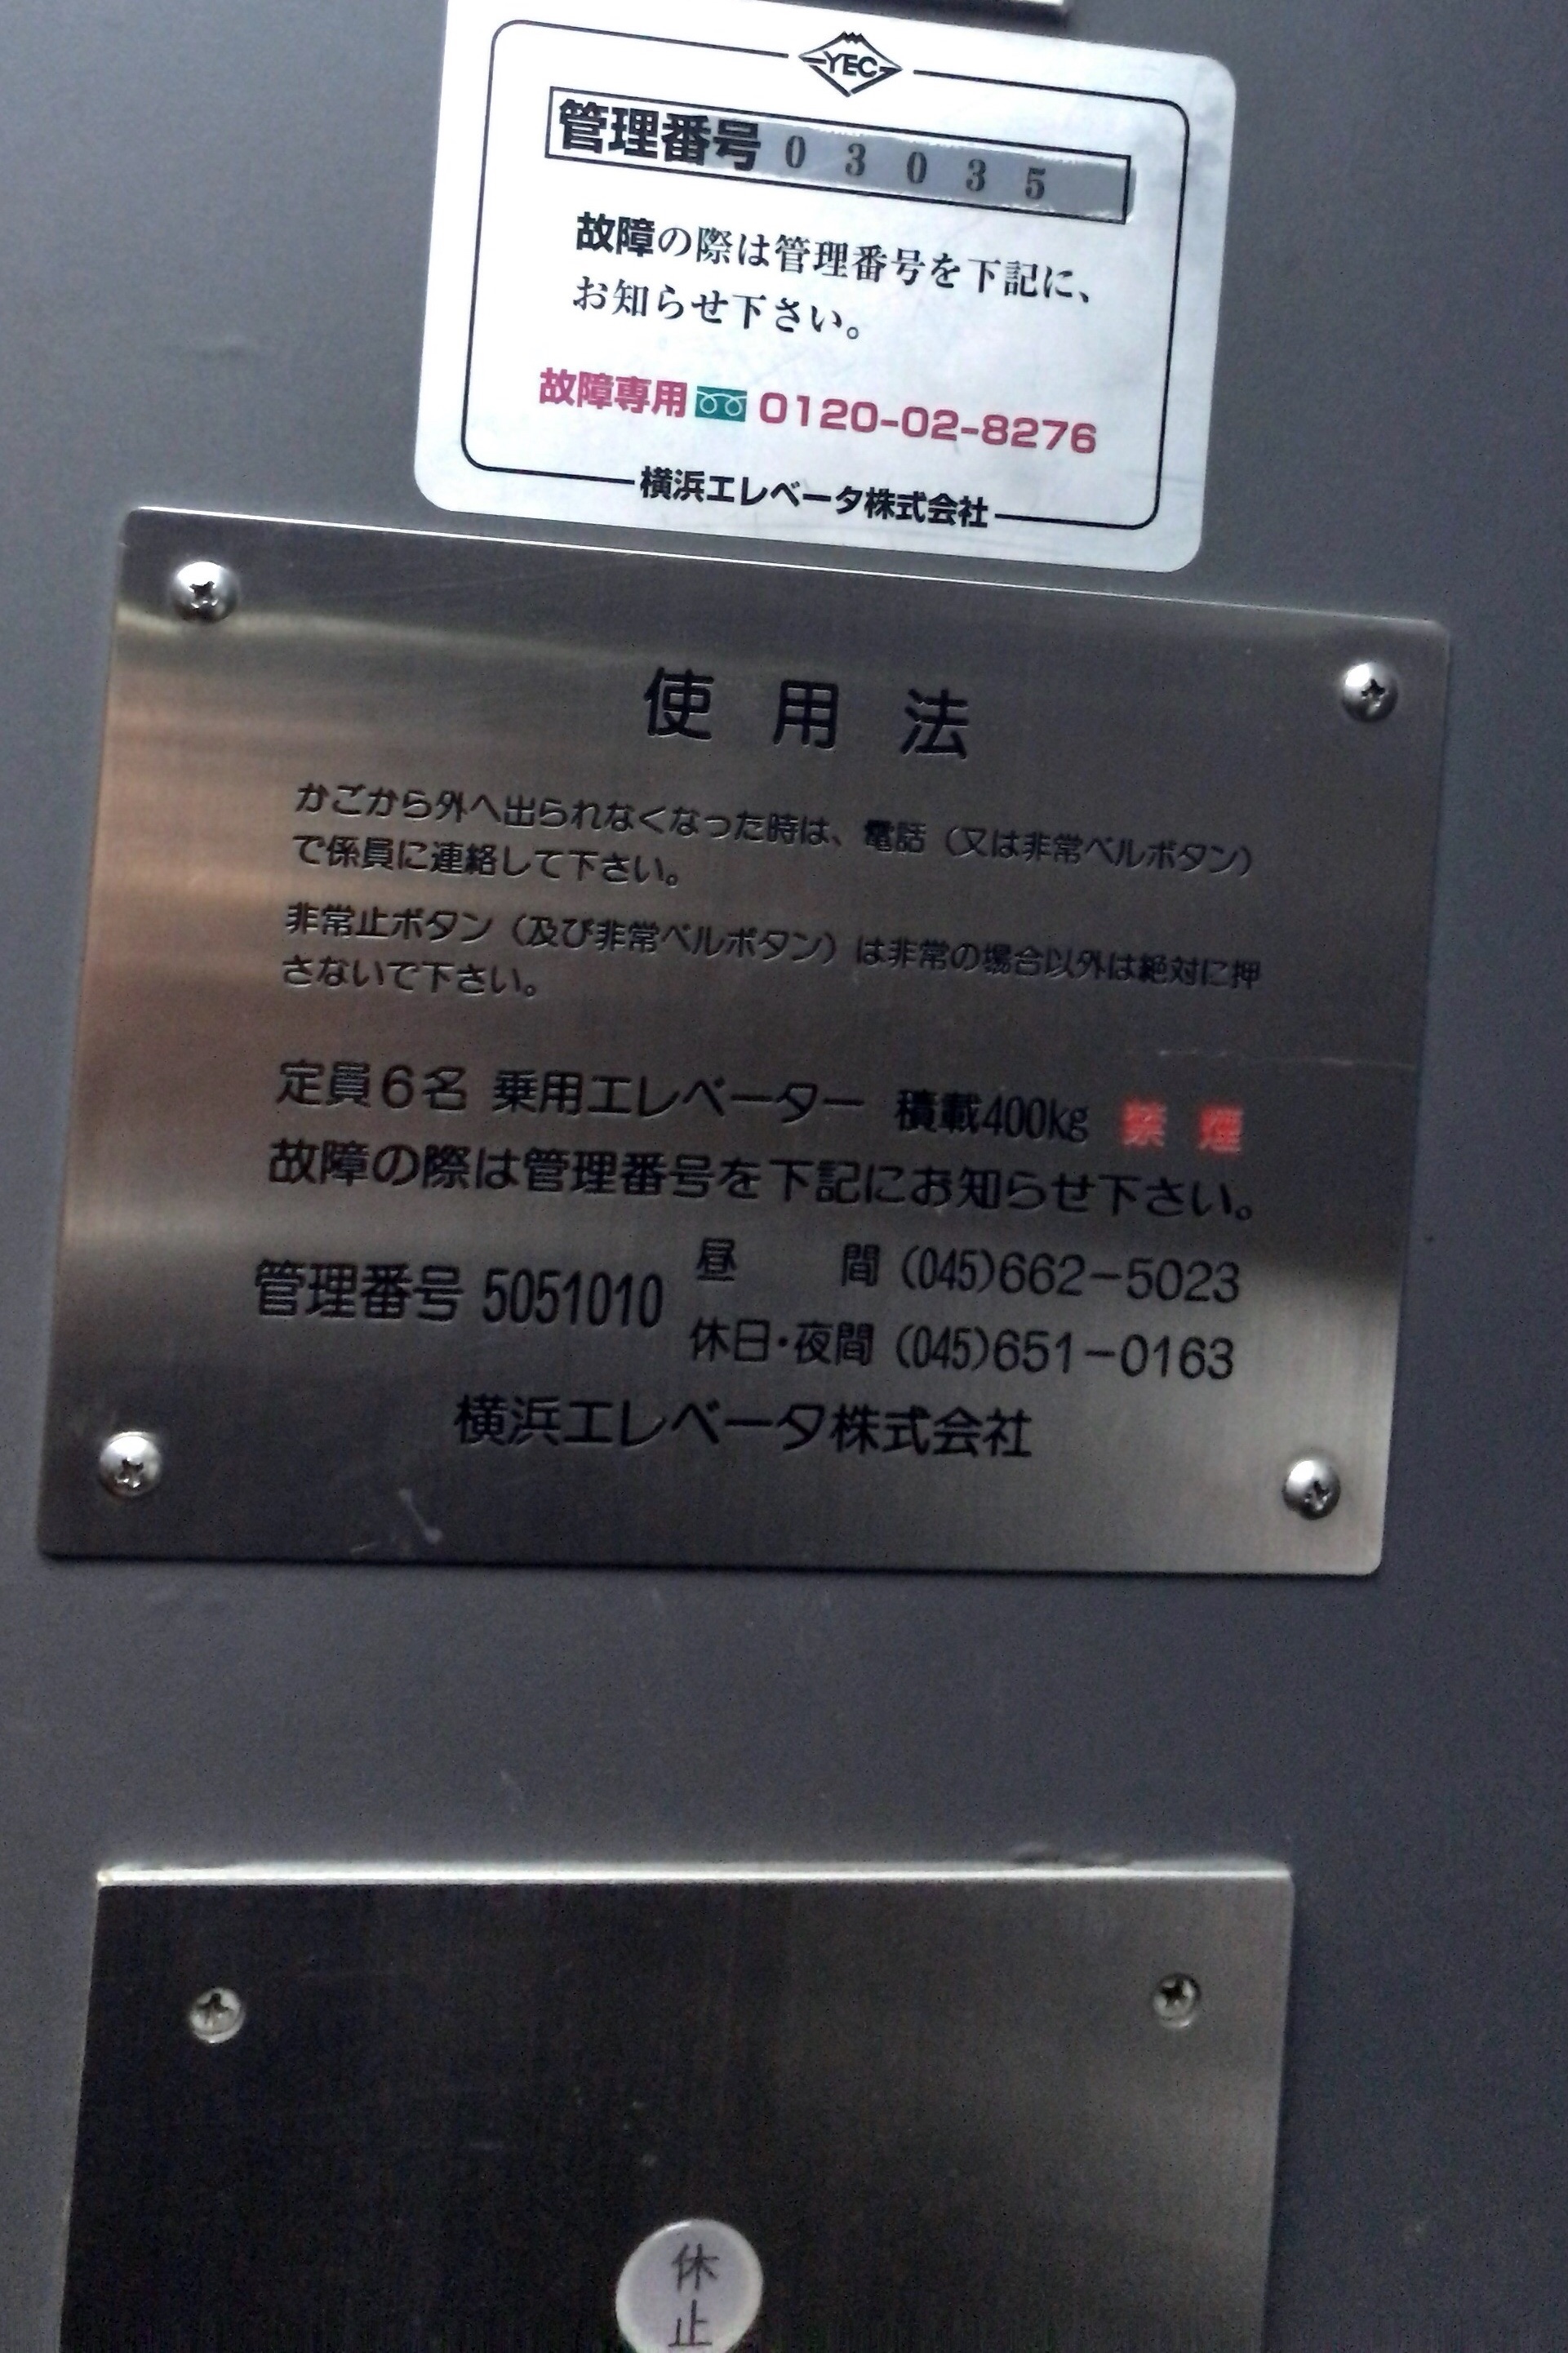 YEC
管理番号 03035
故障の際は管理番号を下記に、
お知らせ下さい。
故障専用 0120-02-8276
横浜エレベータ株式会社
使用法
かごから外へ出られなくなった時は、電話（又は非常ベルボタン）
で係員に連絡して下さい。
非常止ボタン（及び非常ベルボタン）は非常の場合以外は絶対に押
さないで下さい。
定員6名 乗用エレベーター 積載400kg 禁煙
故障の際は管理番号を下記にお知らせ下さい。
管理番号 5051010
昼間 (045)662-5023
休日・夜間 (045)651-0163
横浜エレベータ株式会社
休
止